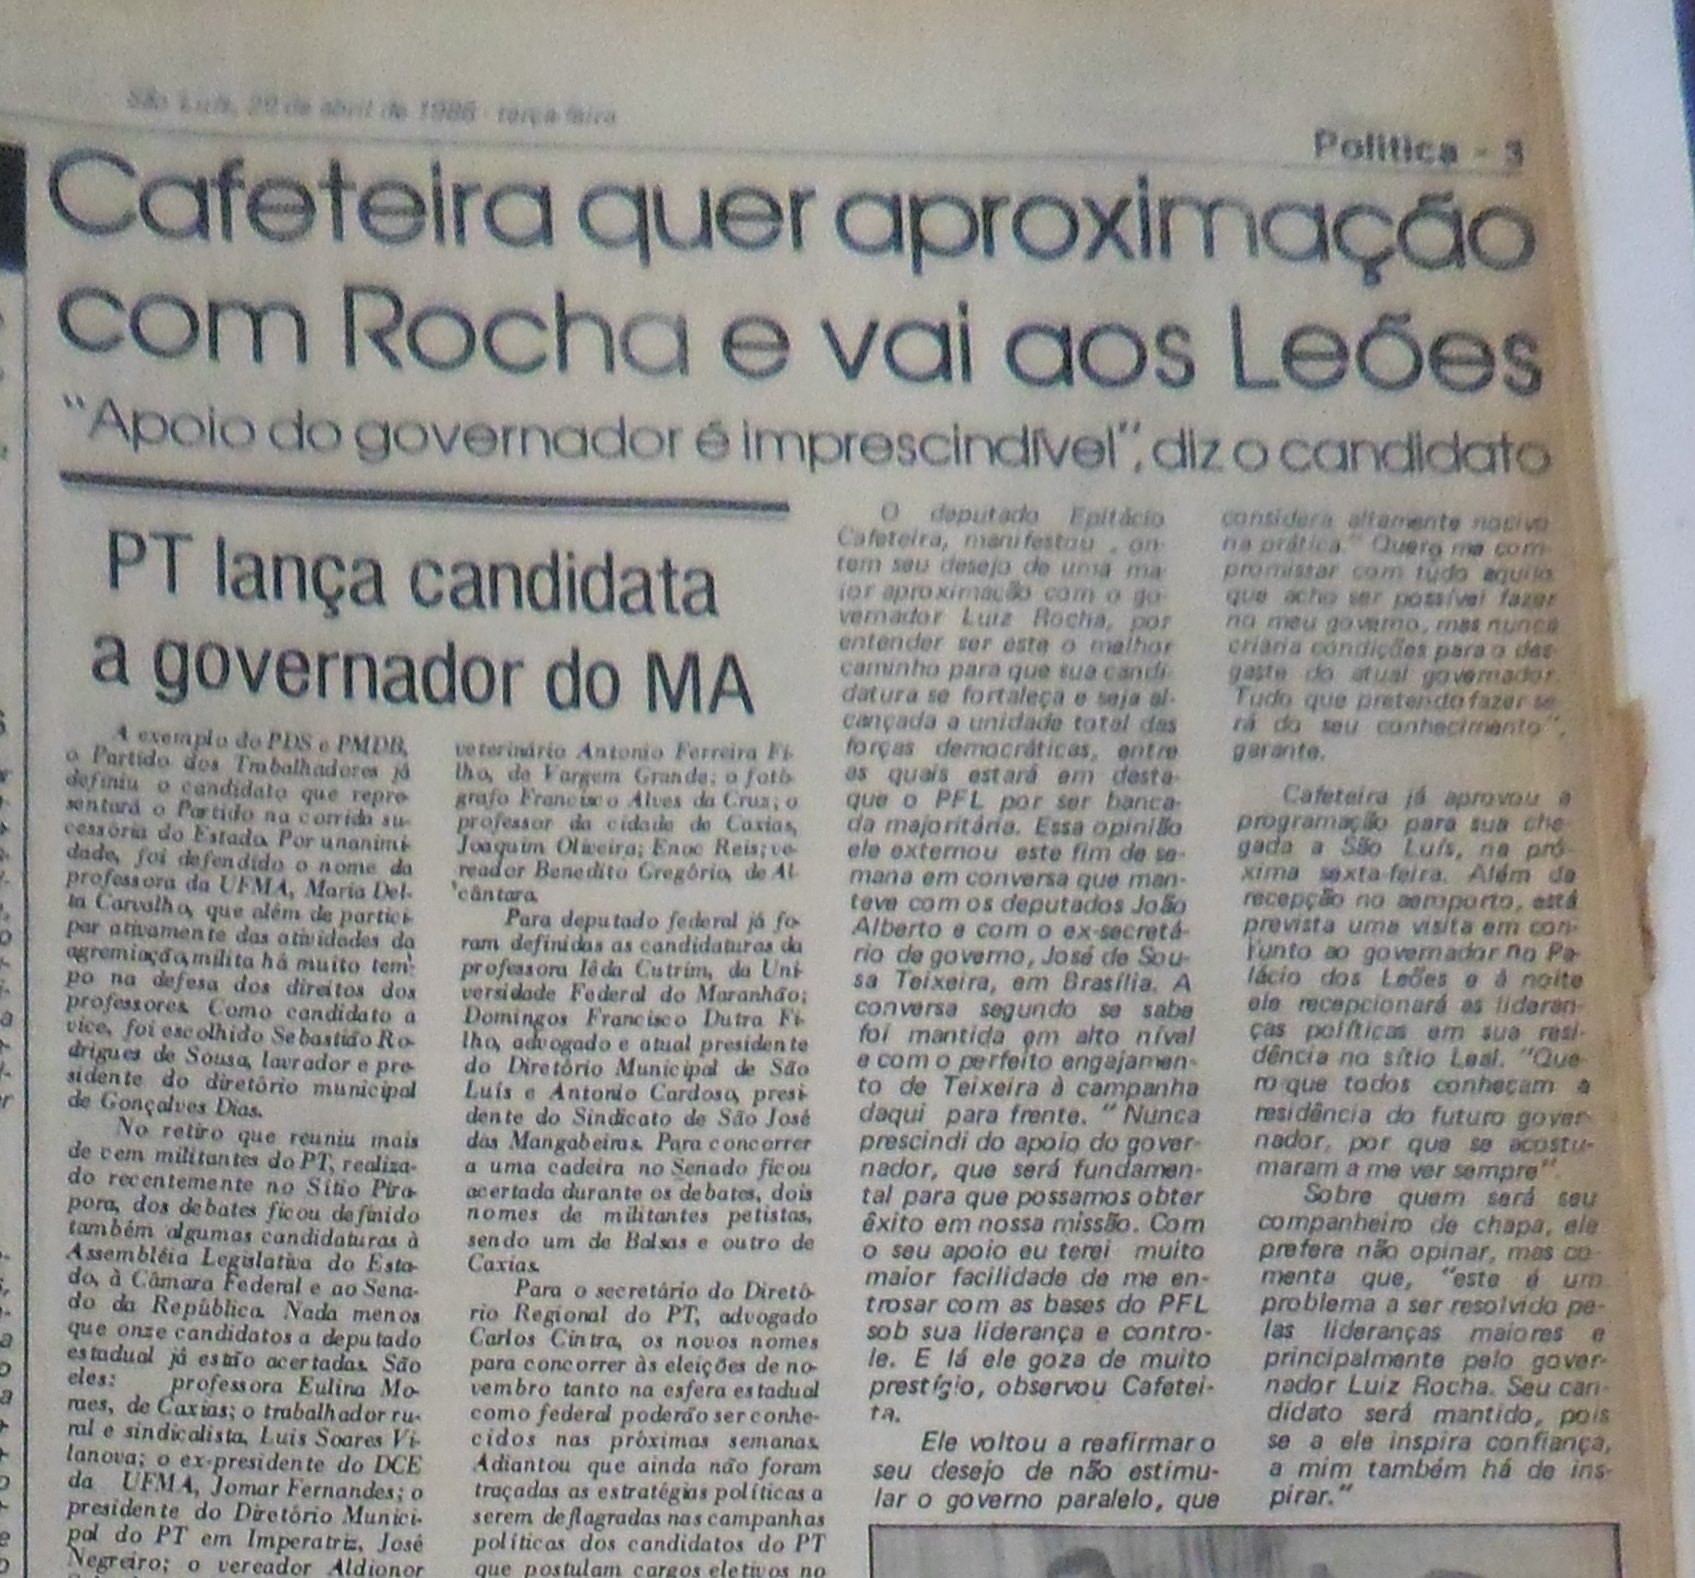 São Luís, 29 de abril de 1986 - terça-feira
Política - 3
Cafeteira quer aproximação
com Rocha e vai aos Leões
"Apoio do governador é imprescindível", diz o candidato
PT lança candidata
a governador do MA
A exemplo do PDS e PMDB,
o Partido dos Trabalhadores já
definiu o candidato que repre-
sentará o Partido na corrida su-
cessória do Estado. Por unanimi-
dade, foi defendido o nome da
professora da UFMA, Maria Del-
ta Carvalho, que além de partici-
par ativamente das atividades da
agremiação, milita há muito tem-
po na defesa dos direitos dos
professores. Como candidato a
vice, foi escolhido Sebastião Ro-
drigues de Sousa, lavrador e pre-
sidente do diretório municipal
de Gonçalves Dias.
No retiro que reuniu mais
de cem militantes do PT, realiza-
do recentemente no Sítio Pira-
pora, dos debates ficou definido
também algumas candidaturas à
Assembléia Legislativa do Esta-
do, à Câmara Federal e ao Sena-
do da República. Nada menos
que onze candidatos a deputado
estadual já estão acertadas. São
eles: professora Eulina Mo-
raes, de Caxias; o trabalhador ru-
ral e sindicalista, Luis Soares Vi-
lanova; o ex-presidente do DCE
da UFMA, Jomar Fernandes; o
presidente do Diretório Munici-
pal do PT em Imperatriz, José
Negreiro; o vereador Aldionor
veterinário Antonio Ferreira Fi-
lho, de Vargem Grande; o fotó-
grafo Francisco Alves da Cruz; o
professor da cidade de Caxias,
Joaquim Oliveira; Enoc Reis; ve-
reador Benedito Gregório, de Al-
cântara.
Para deputado federal já fo-
ram definidas as candidaturas da
professora Iêda Cutrim, da Uni-
versidade Federal do Maranhão;
Domingos Francisco Dutra Fi-
lho, advogado e atual presidente
do Diretório Municipal de São
Luís e Antonio Cardoso, presi-
dente do Sindicato de São José
das Mangabeiras. Para concorrer
a uma cadeira no Senado ficou
acertada durante os debates, dois
nomes de militantes petistas,
sendo um de Balsas e outro de
Caxias.
Para o secretário do Diretó-
rio Regional do PT, advogado
Carlos Cintra, os novos nomes
para concorrer às eleições de no-
vembro tanto na esfera estadual
como federal poderão ser conhe-
cidos nas próximas semanas.
Adiantou que ainda não foram
traçadas as estratégias políticas a
serem deflagradas nas campanhas
políticas dos candidatos do PT
que postulam cargos eletivos no
O deputado Epitácio
Cafeteira, manifestou , on-
tem seu desejo de uma ma-
ior aproximação com o go-
vernador Luiz Rocha, por
entender ser este o melhor
caminho para que sua candi-
datura se fortaleça e seja al-
cançada a unidade total das
forças democráticas, entre
as quais estará em desta-
que o PFL por ser banca-
da majoritária. Essa opinião
ele externou este fim de se-
mana em conversa que man-
teve com os deputados João
Alberto e com o ex-secretá-
rio de governo, José de Sou-
sa Teixeira, em Brasília. A
conversa segundo se sabe
foi mantida em alto nível
e com o perfeito engajamen-
to de Teixeira à campanha
daqui para frente. "Nunca
prescindi do apoio do gover-
nador, que será fundamen-
tal para que possamos obter
êxito em nossa missão. Com
o seu apoio eu terei muito
maior facilidade de me en-
trosar com as bases do PFL
sob sua liderança e contro-
le. E lá ele goza de muito
prestígio, observou Cafetei-
ra.
Ele voltou a reafirmar o
seu desejo de não estimu-
lar o governo paralelo, que
considera altamente nocivo
na prática." Quero me com-
promissar com tudo aquilo
que acho ser possível fazer
no meu governo, mas nunca
criaria condições para o des-
gaste do atual governador.
Tudo que pretendo fazer se-
rá do seu conhecimento",
garante.
Cafeteira já aprovou a
programação para sua che-
gada a São Luís, na pró-
xima sexta-feira. Além da
recepção no aeroporto, está
prevista uma visita em con-
junto ao governador no Pa-
lácio dos Leões e à noite
ele recepcionará as lideran-
ças políticas em sua resi-
dência no sítio Leal. "Que-
ro que todos conheçam a
residência do futuro gover-
nador, por que se acostu-
maram a me ver sempre".
Sobre quem será seu
companheiro de chapa, ele
prefere não opinar, mas co-
menta que, "este é um
problema a ser resolvido pe-
las lideranças maiores e
principalmente pelo gover-
nador Luiz Rocha. Seu can-
didato será mantido, pois
se a ele inspira confiança,
a mim também há de ins-
pirar."